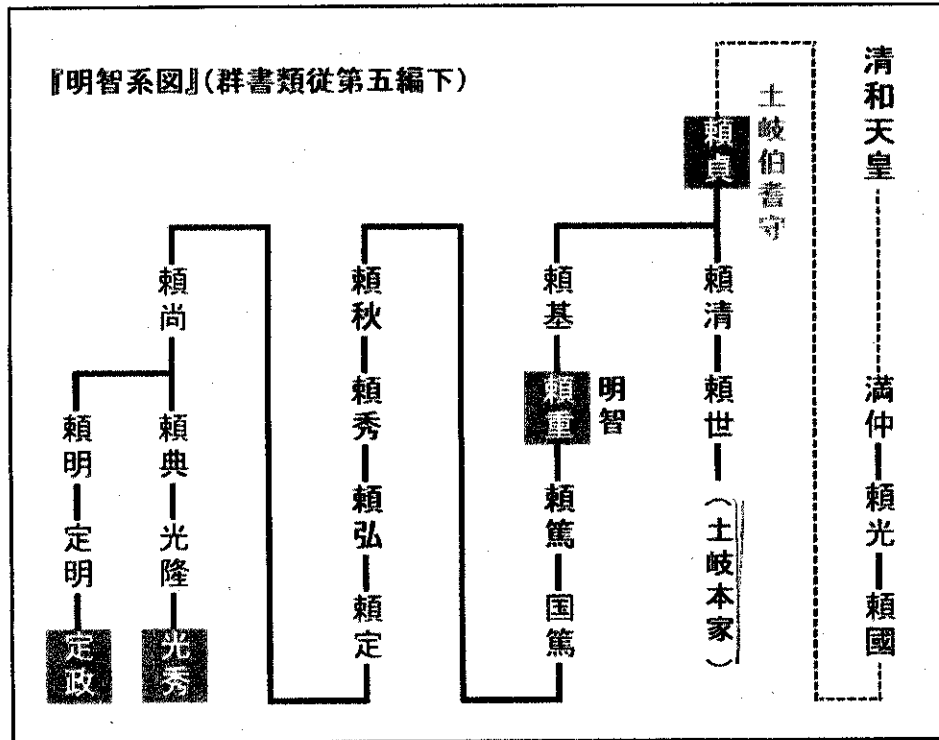 『明智系図』(群書類従第五編下)
清和天皇
満仲
頼光
頼國
土岐伯耆守
頼貞
頼清
頼世
(土岐本家)
頼基
明智
頼重
頼篤
国篤
頼秋
頼秀
頼弘
頼定
頼尚
頼典
光隆
光秀
頼明
定明
定政